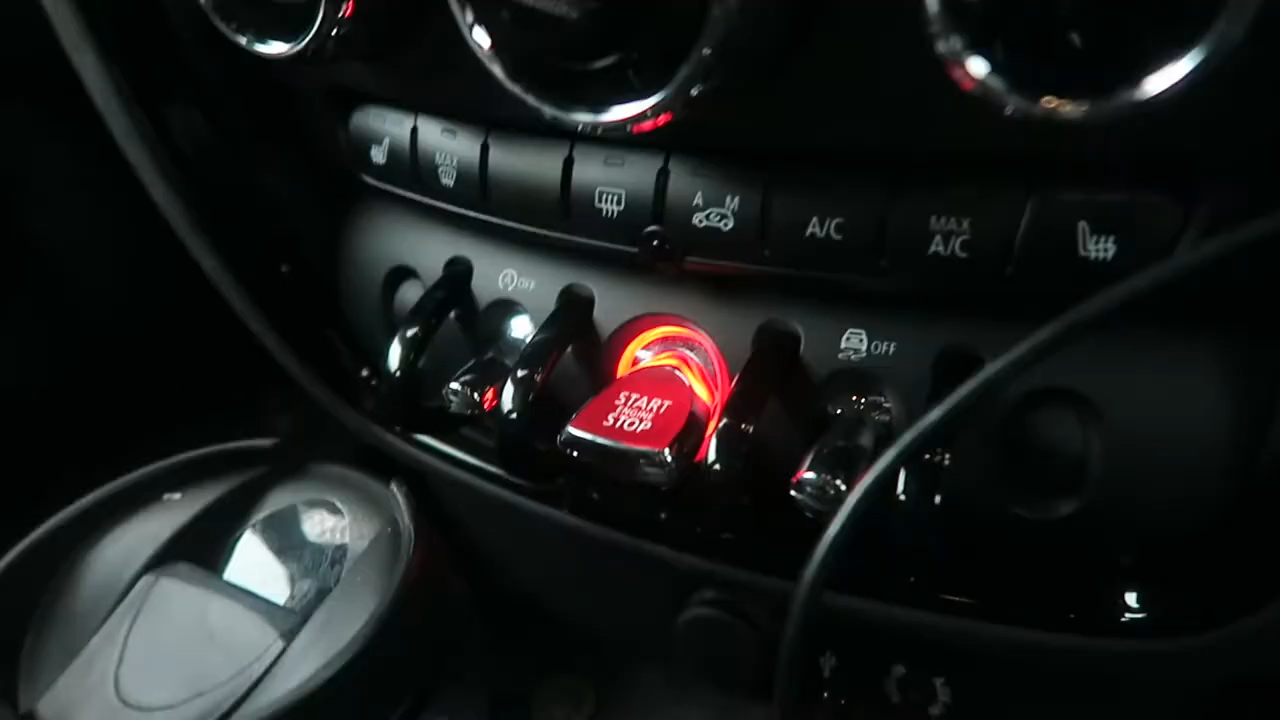 MAX
A M
A/C
MAX
A/C
A OFF
OFF
START
ENGINE
STOP